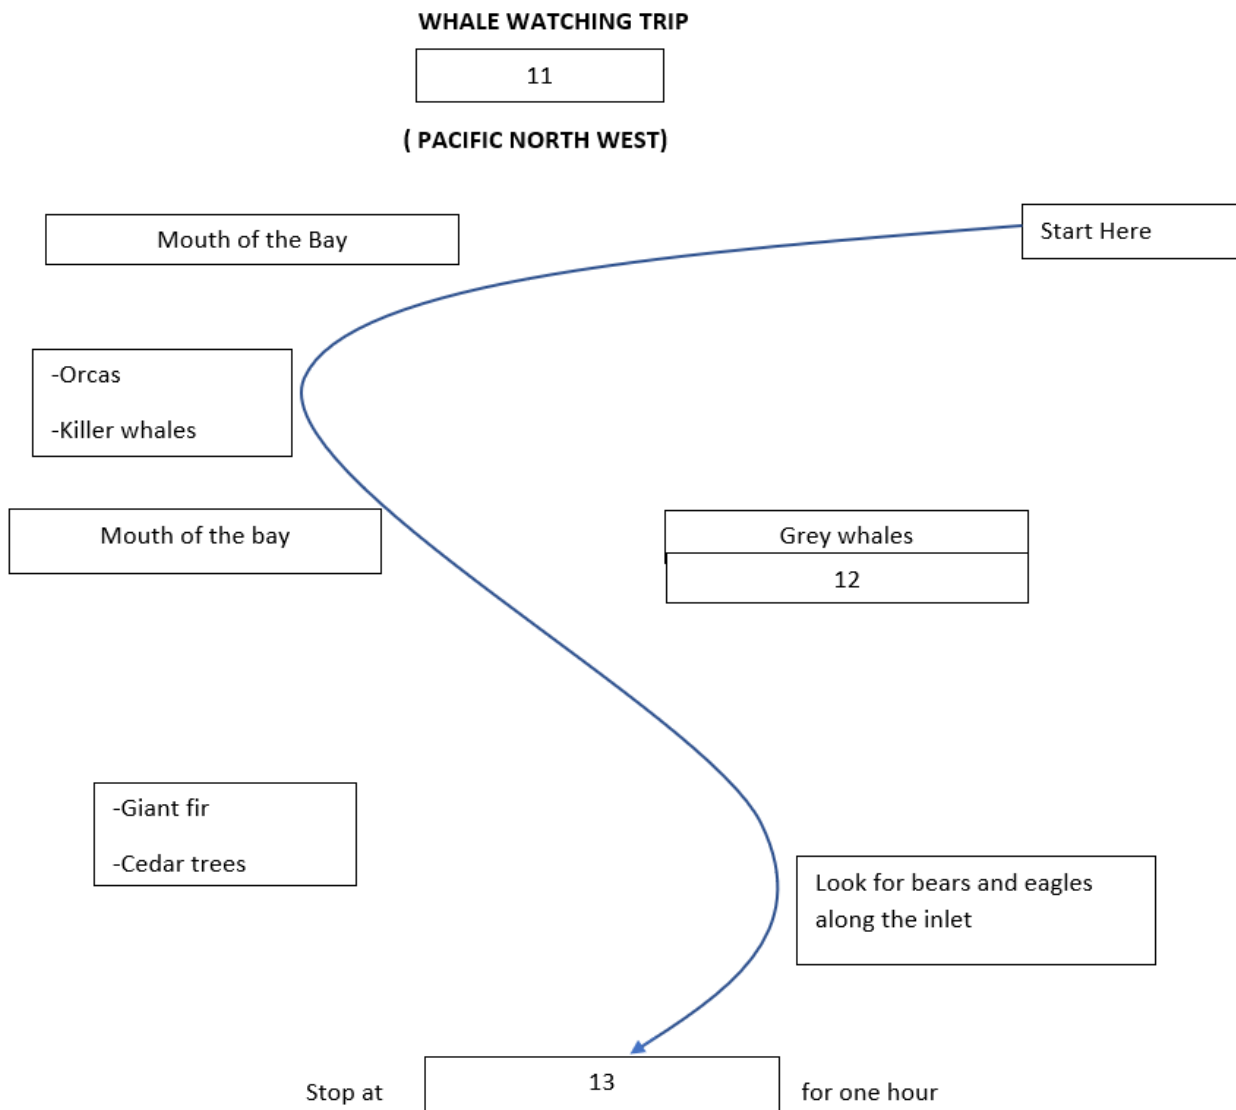 WHALE WATCHING TRIP
11
( PACIFIC NORTH WEST)
Mouth of the Bay
Start Here
-Orcas
-Killer whales
Mouth of the bay
Grey whales
12
-Giant fir
-Cedar trees
Look for bears and eagles
along the inlet
Stop at 13 for one hour